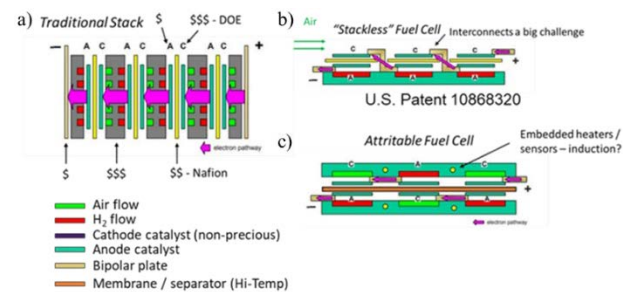 a) Traditional Stack
$
$$$ - DOE
A C A C A C A C
− +
electron pathway
$
$$$
$$ - Nafion
Air flow
H2 flow
Cathode catalyst (non-precious)
Anode catalyst
Bipolar plate
Membrane / separator (Hi-Temp)
b) Air
"Stackless" Fuel Cell
Interconnects a big challenge
C C C
− +
A A A
U.S. Patent 10868320
c) Attritable Fuel Cell
Embedded heaters /
sensors – induction?
C A C
+
−
A C A
electron pathway